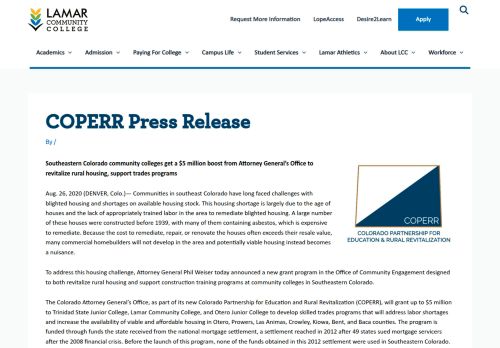 LAMAR
COMMUNITY
COLLEGE
Request More Information LopeAccess Desire2Learn Apply
Academics Admission Paying For College Campus Life Student Services Lamar Athletics About LCC Workforce
COPERR Press Release
By /
Southeastern Colorado community colleges get a $5 million boost from Attorney General's Office to
revitalize rural housing, support trades programs
Aug. 26, 2020 (DENVER, Colo.)— Communities in southeast Colorado have long faced challenges with
blighted housing and shortages on available housing stock. This housing shortage is largely due to the age of
houses and the lack of appropriately trained labor in the area to remediate blighted housing. A large number
of these houses were constructed before 1939, with many of them containing asbestos, which is expensive
to remediate. Because the cost to remediate, repair, or renovate the houses often exceeds their resale value,
many commercial homebuilders will not develop in the area and potentially viable housing instead becomes
a nuisance.
COPERR
COLORADO PARTNERSHIP FOR
EDUCATION & RURAL REVITALIZATION
To address this housing challenge, Attorney General Phil Weiser today announced a new grant program in the Office of Community Engagement designed
to both revitalize rural housing and support construction training programs at community colleges in Southeastern Colorado.
The Colorado Attorney General's Office, as part of its new Colorado Partnership for Education and Rural Revitalization (COPERR), will grant up to $5 million
to Trinidad State Junior College, Lamar Community College, and Otero Junior College to develop skilled trades programs that will address labor shortages
and increase the availability of viable and affordable housing in Otero, Prowers, Las Animas, Crowley, Kiowa, Bent, and Baca counties. The program is
funded through funds the state received from the national mortgage settlement, a settlement reached in 2012 after 49 states sued mortgage servicers
after the 2008 financial crisis. Before the launch of this program, none of the funds obtained in this 2012 settlement were used in Southeastern Colorado.